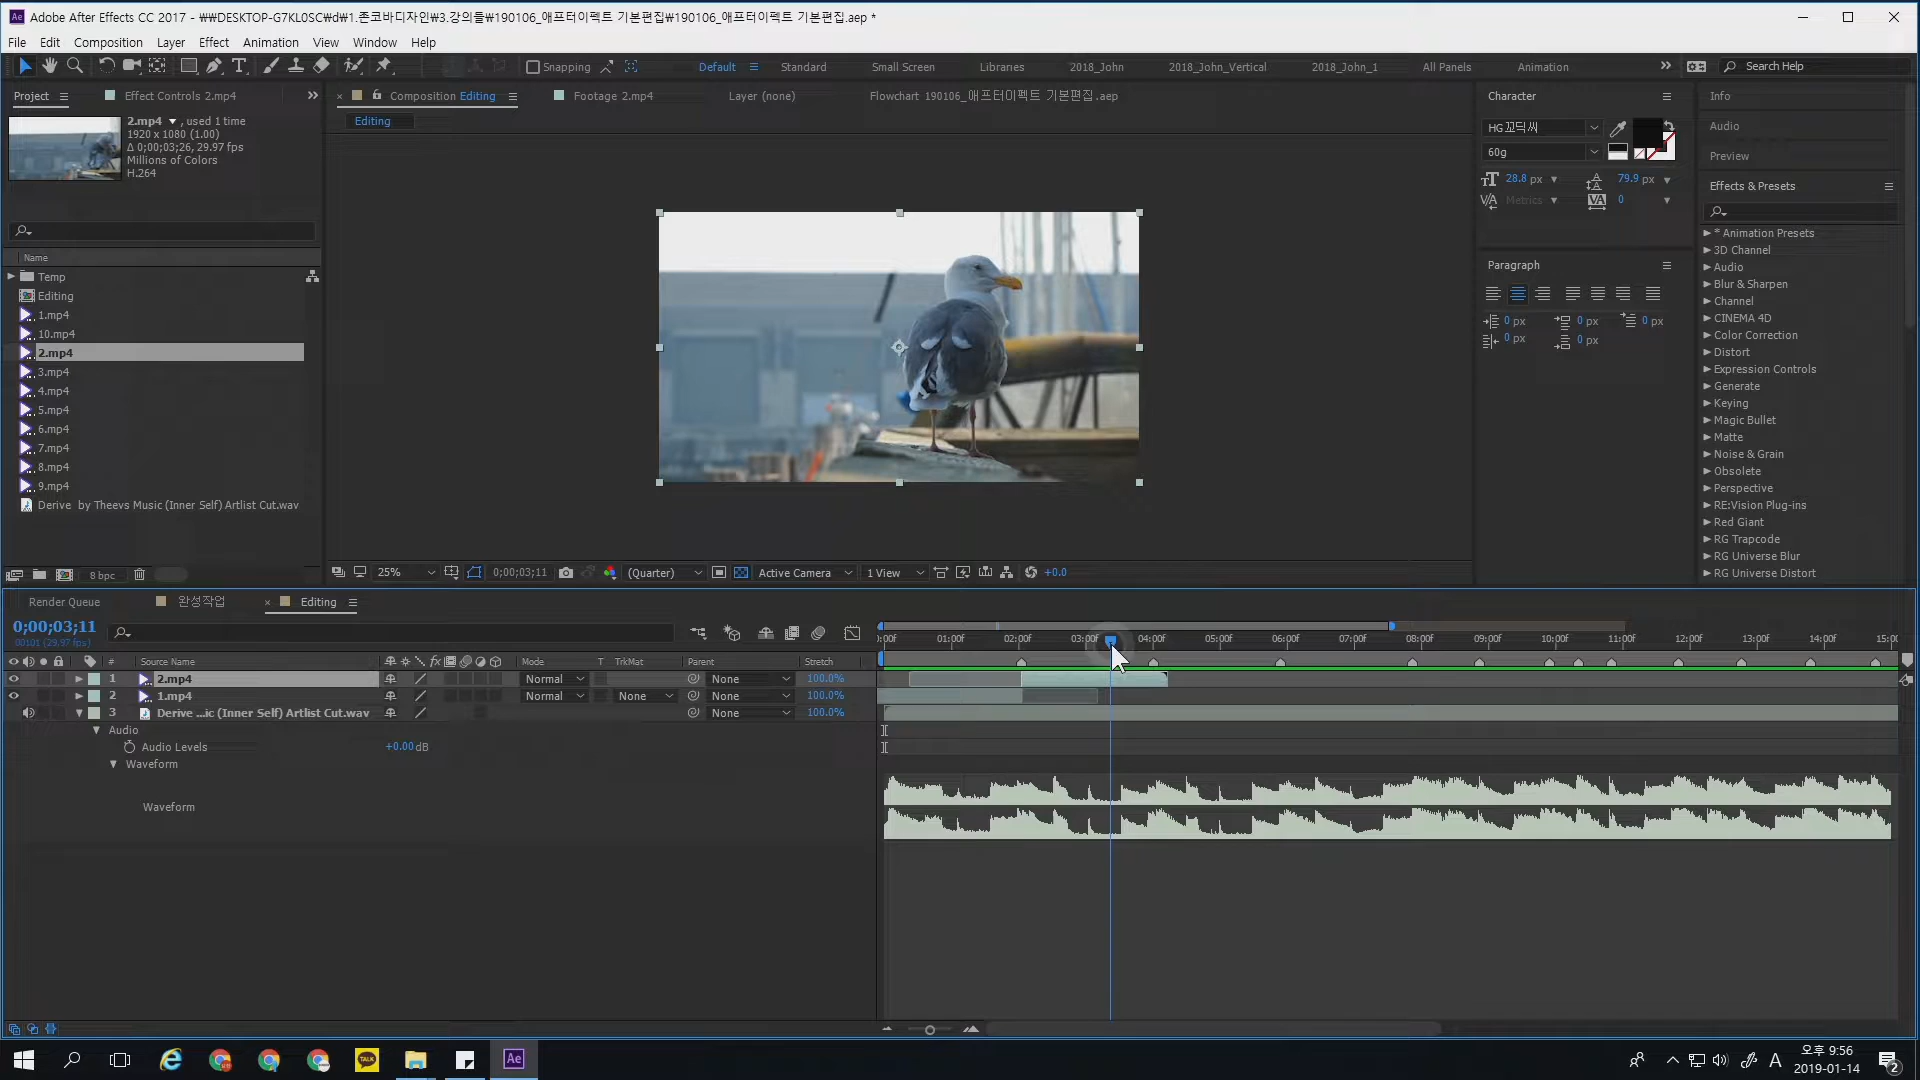 Adobe After Effects CC 2017 - ₩₩DESKTOP-G7KL0SC₩d₩1.존코바디자인₩3.강의들₩190106_애프터이펙트 기본편집₩190106_애프터이펙트 기본편집.aep *
File Edit Composition Layer Effect Animation View Window Help
Snapping Default Standard Small Screen Libraries 2018_John 2018_John_Vertical 2018_John_1 All Panels Animation Search Help
Project Effect Controls 2.mp4
Composition Editing Footage 2.mp4 Layer (none) Flowchart 190106_애프터이펙트 기본편집.aep
Editing
2.mp4 , used 1 time
1920 x 1080 (1.00)
Δ 0;00;03;26, 29.97 fps
Millions of Colors
H.264
Name
Temp
Editing
1.mp4
10.mp4
2.mp4
3.mp4
4.mp4
5.mp4
6.mp4
7.mp4
8.mp4
9.mp4
Derive by Theevs Music (Inner Self) Artlist Cut.wav
8 bpc
25% 0;00;03;11 (Quarter) Active Camera 1 View +0.0
Character
HG꼬딕씨
60g
28.8 px 79.9 px
Metrics 0
Paragraph
0 px 0 px 0 px
0 px 0 px
Info
Audio
Preview
Effects & Presets
* Animation Presets
3D Channel
Audio
Blur & Sharpen
Channel
CINEMA 4D
Color Correction
Distort
Expression Controls
Generate
Keying
Magic Bullet
Matte
Noise & Grain
Obsolete
Perspective
RE:Vision Plug-ins
Red Giant
RG Trapcode
RG Universe Blur
RG Universe Distort
Render Queue 완성작업 Editing
0;00;03;11
00101 (29.97 fps)
0:00f 01:00f 02:00f 03:00f 04:00f 05:00f 06:00f 07:00f 08:00f 09:00f 10:00f 11:00f 12:00f 13:00f 14:00f 15:0
# Source Name Mode T TrkMat Parent Stretch
1 2.mp4 Normal None 100.0%
2 1.mp4 Normal None None 100.0%
3 Derive ...ic (Inner Self) Artlist Cut.wav None 100.0%
Audio
Audio Levels +0.00 dB
Waveform
Waveform
TALK
Ae
A
오후 9:56
2019-01-14
2